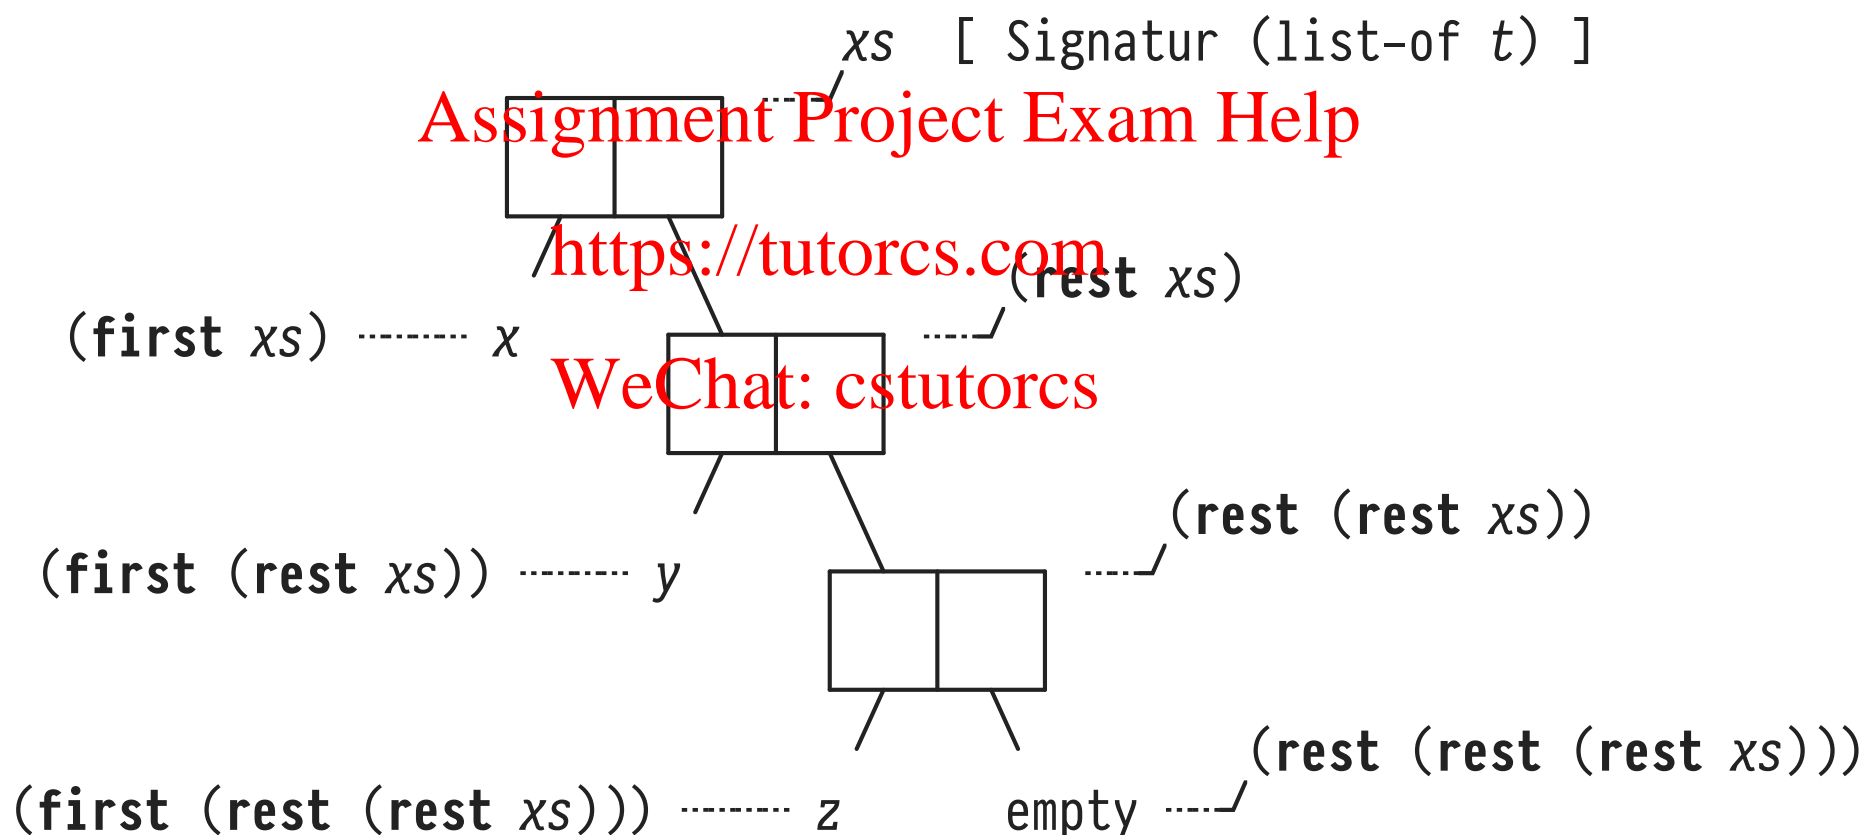 xs [ Signatur (list-of t) ]
Assignment Project Exam Help
https://tutorcs.com
(rest xs)
(first xs) x
WeChat: cstutorcs
(rest (rest xs))
(first (rest xs)) y
(rest (rest (rest xs)))
(first (rest (rest xs))) z empty